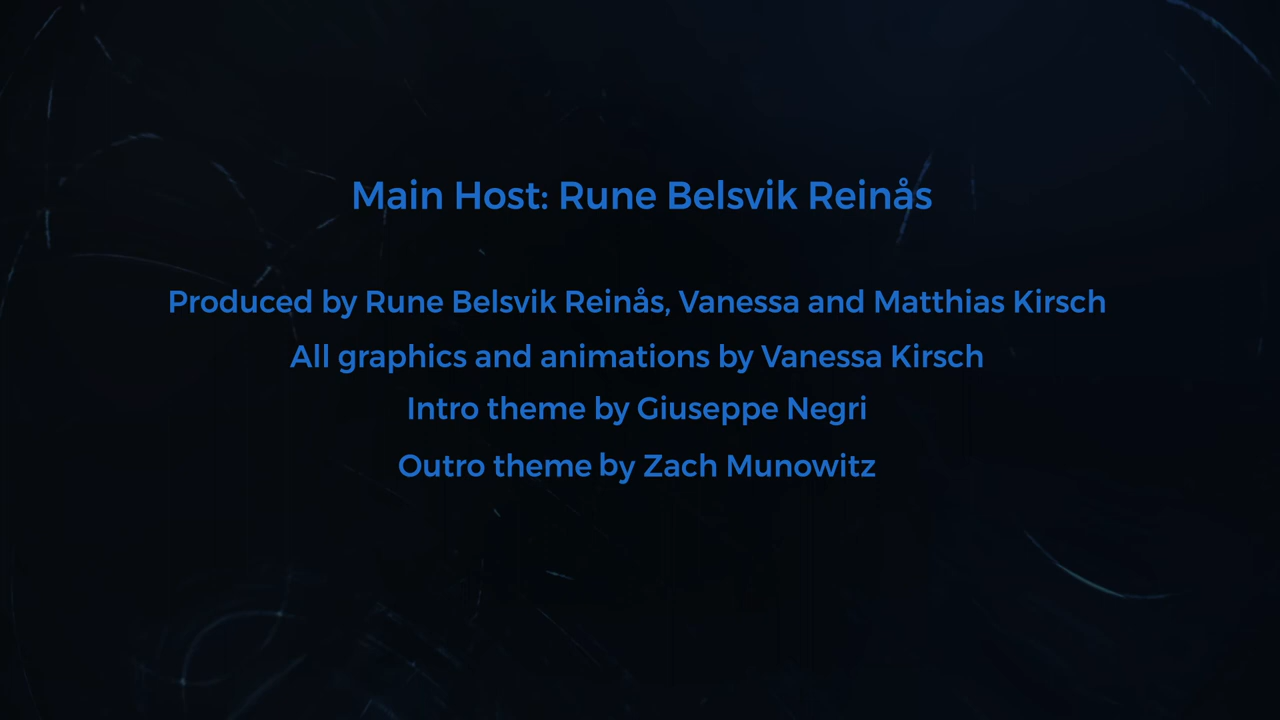 Main Host: Rune Belsvik Reinås
Produced by Rune Belsvik Reinås, Vanessa and Matthias Kirsch
All graphics and animations by Vanessa Kirsch
Intro theme by Giuseppe Negri
Outro theme by Zach Munowitz